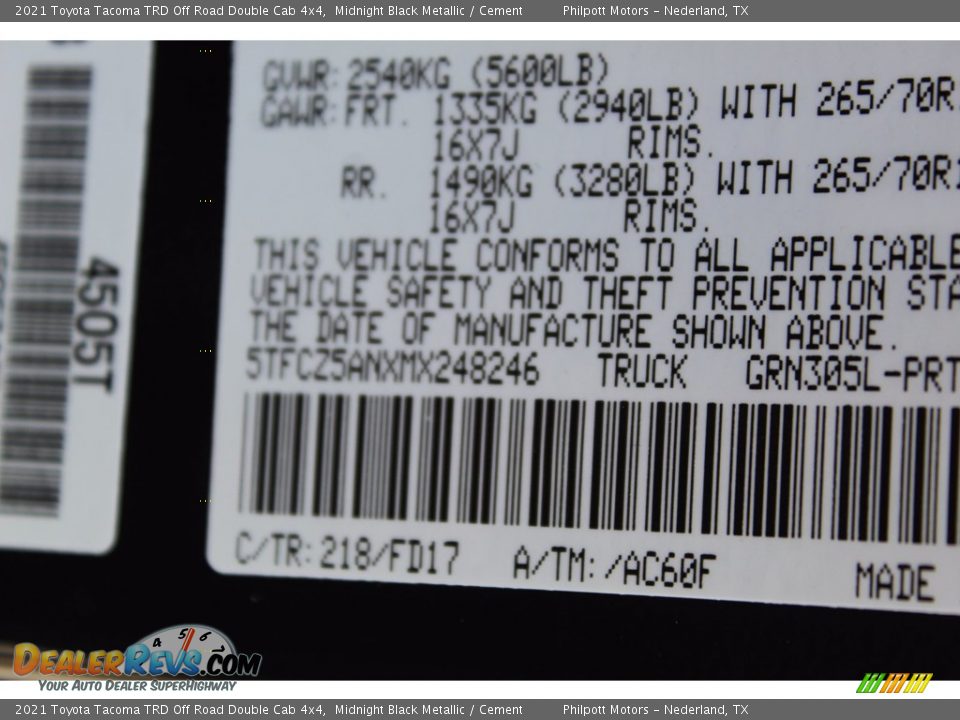 2021 Toyota Tacoma TRD Off Road Double Cab 4x4, Midnight Black Metallic / Cement Philpott Motors - Nederland, TX
GVWR: 2540KG (5600LB)
GAWR: FRT. 1335KG (2940LB) WITH 265/70R
16X7J RIMS.
RR. 1490KG (3280LB) WITH 265/70R1
16X7J RIMS.
THIS VEHICLE CONFORMS TO ALL APPLICABLE
VEHICLE SAFETY AND THEFT PREVENTION STA
THE DATE OF MANUFACTURE SHOWN ABOVE.
5TFCZ5ANXMX248246 TRUCK GRN305L-PRT
C/TR: 218/FD17 A/TM: /AC60F
MADE
4505T
4 5 6
DealerRevs.com
Your Auto Dealer SuperHighway
2021 Toyota Tacoma TRD Off Road Double Cab 4x4, Midnight Black Metallic / Cement Philpott Motors - Nederland, TX